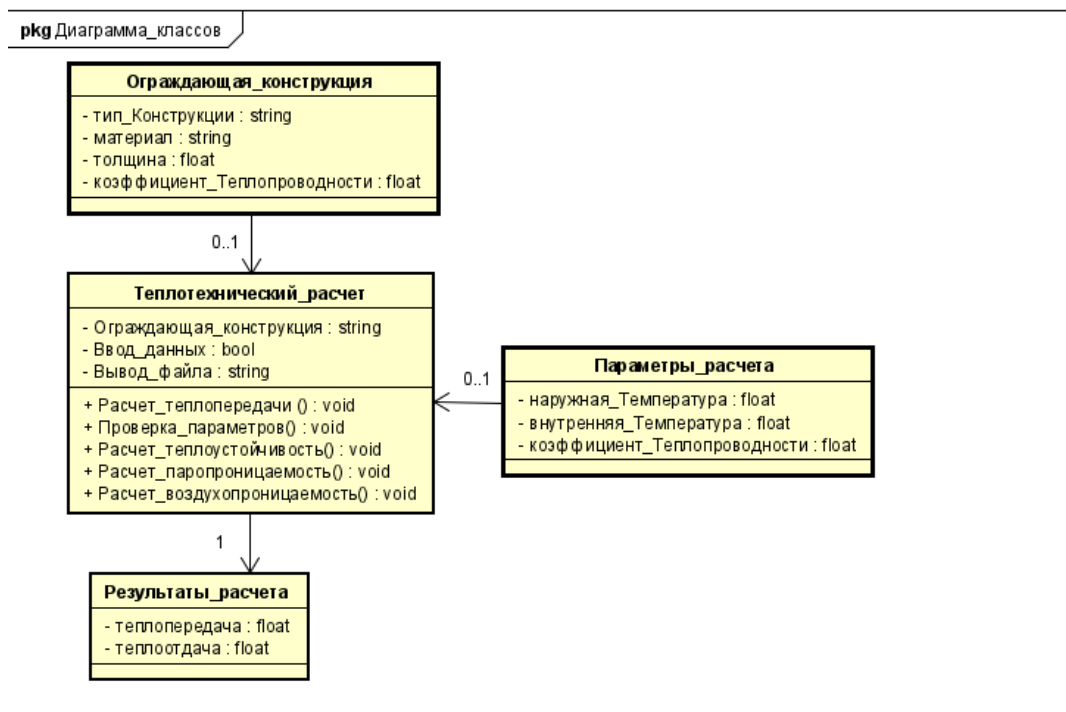 pkg Диаграмма_классов
Ограждающая_конструкция
- тип_Конструкции : string
- материал : string
- толщина : float
- коэффициент_Теплопроводности : float
0..1
Теплотехнический_расчет
- Ограждающая_конструкция : string
- Ввод_данных : bool
- Вывод_файла : string
+ Расчет_теплопередачи () : void
+ Проверка_параметров() : void
+ Расчет_теплоустойчивость() : void
+ Расчет_паропроницаемость() : void
+ Расчет_воздухопроницаемость() : void
0..1
Параметры_расчета
- наружная_Температура : float
- внутренняя_Температура : float
- коэффициент_Теплопроводности : float
1
Результаты_расчета
- теплопередача : float
- теплоотдача : float